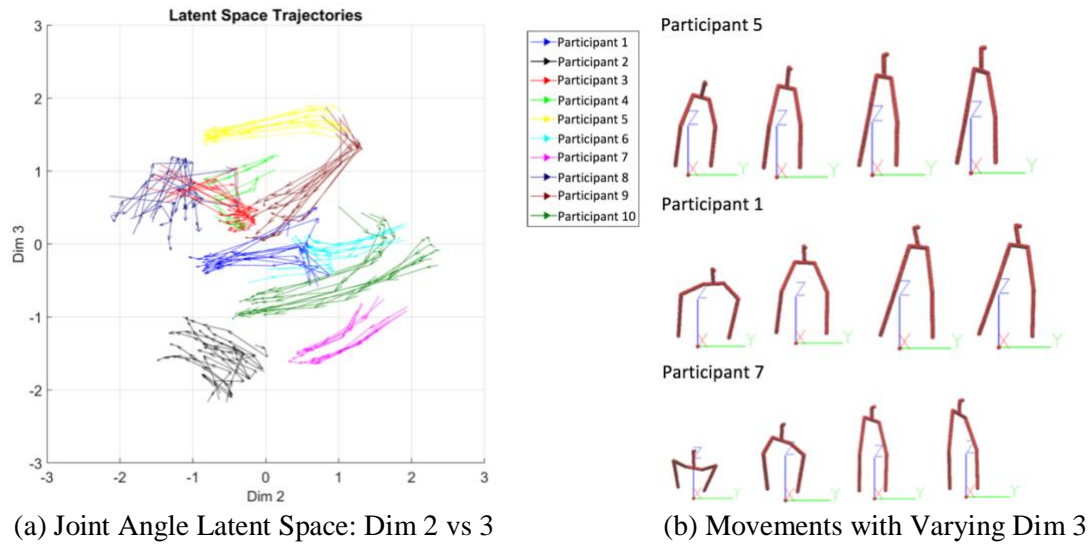 Latent Space Trajectories
3
2
1
0
-1
-2
-3
Dim 3
-3
-2
-1
0
1
2
3
Dim 2
Participant 1
Participant 2
Participant 3
Participant 4
Participant 5
Participant 6
Participant 7
Participant 8
Participant 9
Participant 10
(a) Joint Angle Latent Space: Dim 2 vs 3
Participant 5
Z
X
Y
Z
X
Y
Z
X
Y
Z
X
Y
Participant 1
Z
X
Y
Z
X
Y
Z
X
Y
Z
X
Y
Participant 7
Z
X
Y
Z
X
Y
Z
X
Y
Z
X
Y
(b) Movements with Varying Dim 3